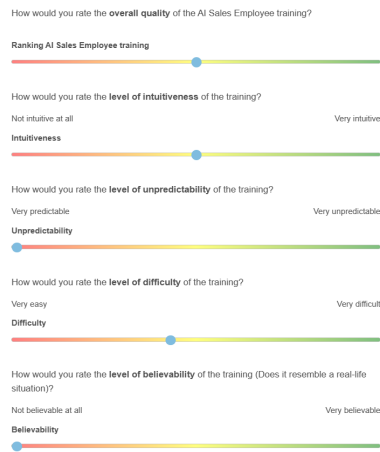 How would you rate the overall quality of the AI Sales Employee training?
Ranking AI Sales Employee training
How would you rate the level of intuitiveness of the training?
Not intuitive at all
Very intuitive
Intuitiveness
How would you rate the level of unpredictability of the training?
Very predictable
Very unpredictable
Unpredictability
How would you rate the level of difficulty of the training?
Very easy
Very difficult
Difficulty
How would you rate the level of believability of the training (Does it resemble a real-life
situation)?
Not believable at all
Very believable
Believability